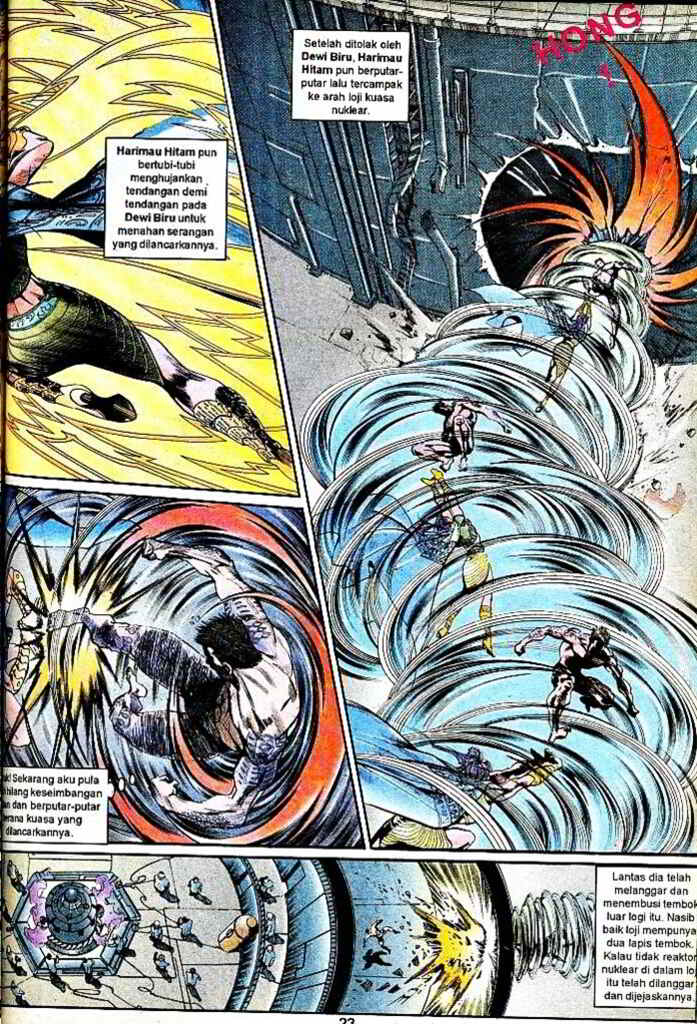 Harimau Hitam pun
bertubi-tubi
menghujankan
tendangan demi
tendangan pada
Dewi Biru untuk
menahan serangan
yang dilancarkannya.
Setelah ditolak oleh
Dewi Biru, Harimau
Hitam pun berputar-
putar lalu tercampak
ke arah loji kuasa
nuklear.
HONG
1
Sekarang aku pula
hilang keseimbangan
dan berputar-putar
kuasa yang
dilancarkannya.
Lantas dia telah
melanggar dan
menembusi tembok
luar logi itu. Nasib
baik loji mempunya
dua lapis tembok.
Kalau tidak reaktor
nuklear di dalam
itu telah dilanggar
dan dijejaskannya.
23